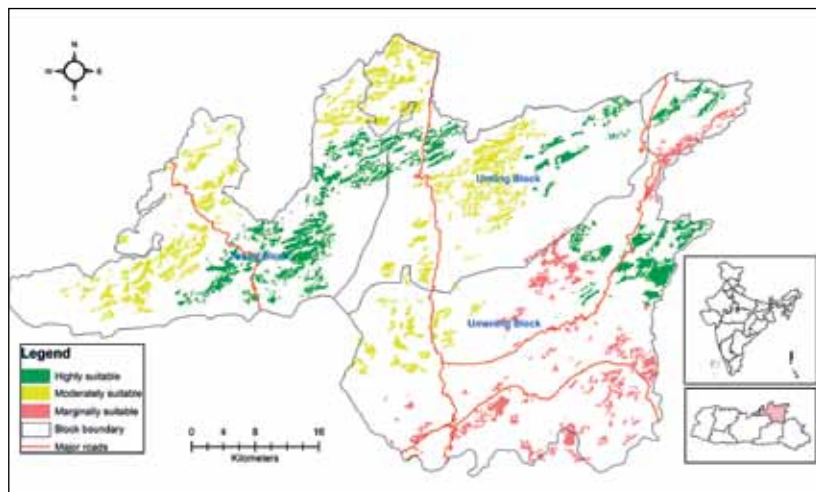 N
W E
S
Umling Block
Umsning Block
Legend
Highly suitable
Moderately suitable
Marginally suitable
Block boundary
Major roads
0 4 8 16
Kilometers